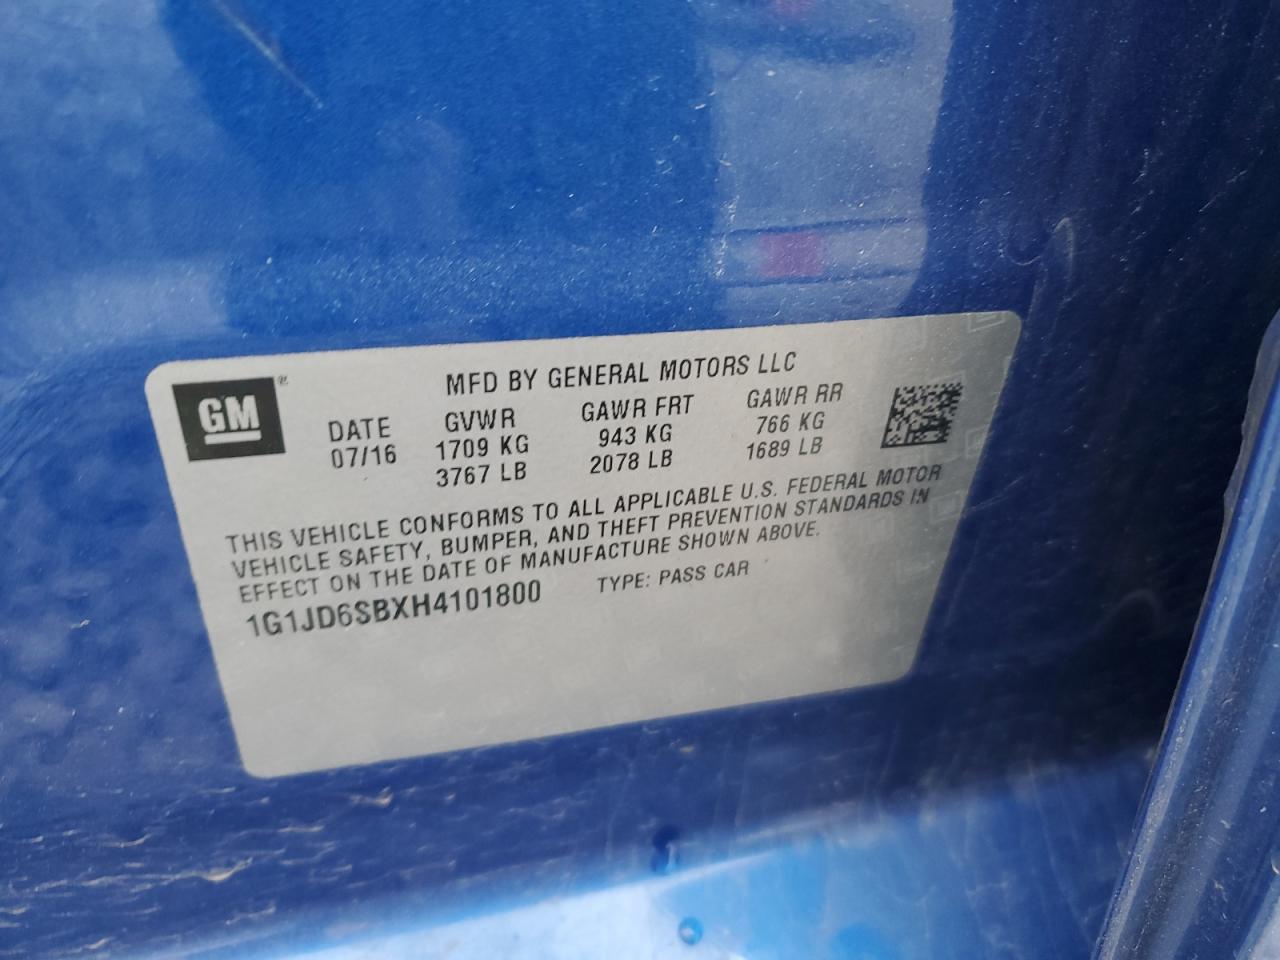 GM®
MFD BY GENERAL MOTORS LLC
DATE GVWR GAWR FRT GAWR RR
07/16 1709 KG 943 KG 766 KG
3767 LB 2078 LB 1689 LB
THIS VEHICLE CONFORMS TO ALL APPLICABLE U.S. FEDERAL MOTOR
VEHICLE SAFETY, BUMPER, AND THEFT PREVENTION STANDARDS IN
EFFECT ON THE DATE OF MANUFACTURE SHOWN ABOVE.
1G1JD6SBXH4101800 TYPE: PASS CAR